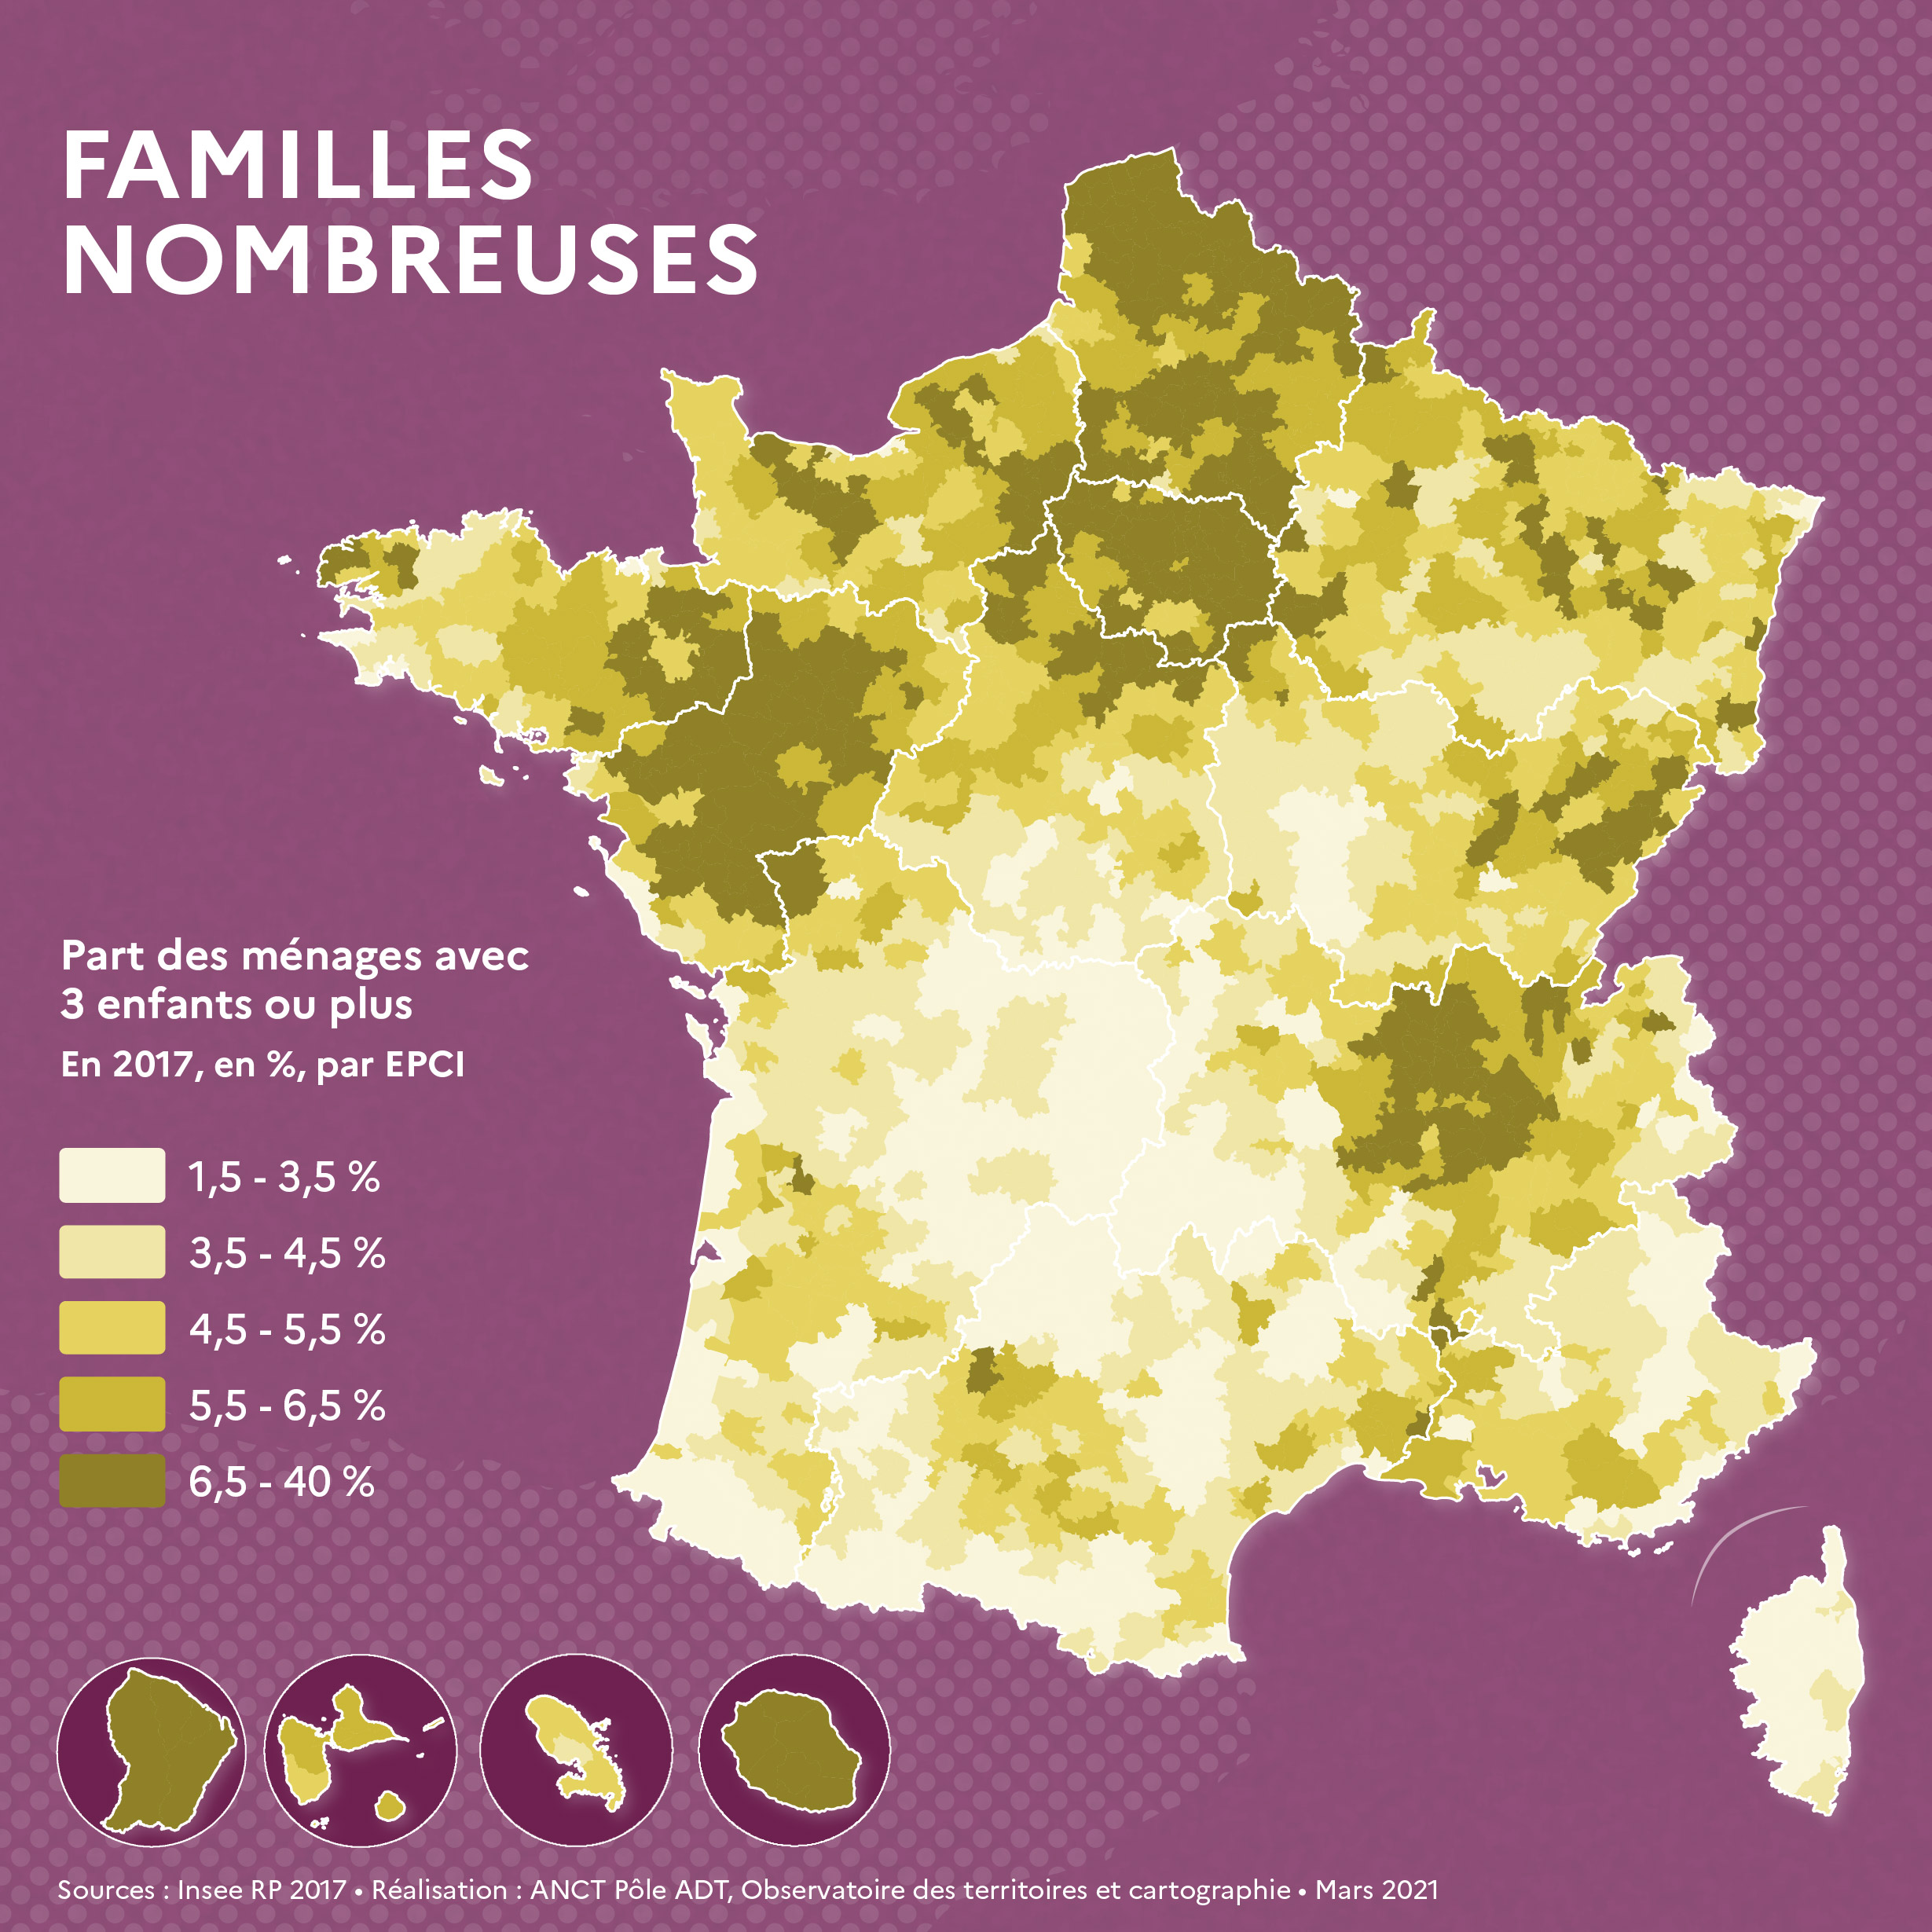 FAMILLES
NOMBREUSES
Part des ménages avec
3 enfants ou plus
En 2017, en %, par EPCI
1,5 - 3,5 %
3,5 - 4,5 %
4,5 - 5,5 %
5,5 - 6,5 %
6,5 - 40 %
Sources : Insee RP 2017 • Réalisation : ANCT Pôle ADT, Observatoire des territoires et cartographie • Mars 2021